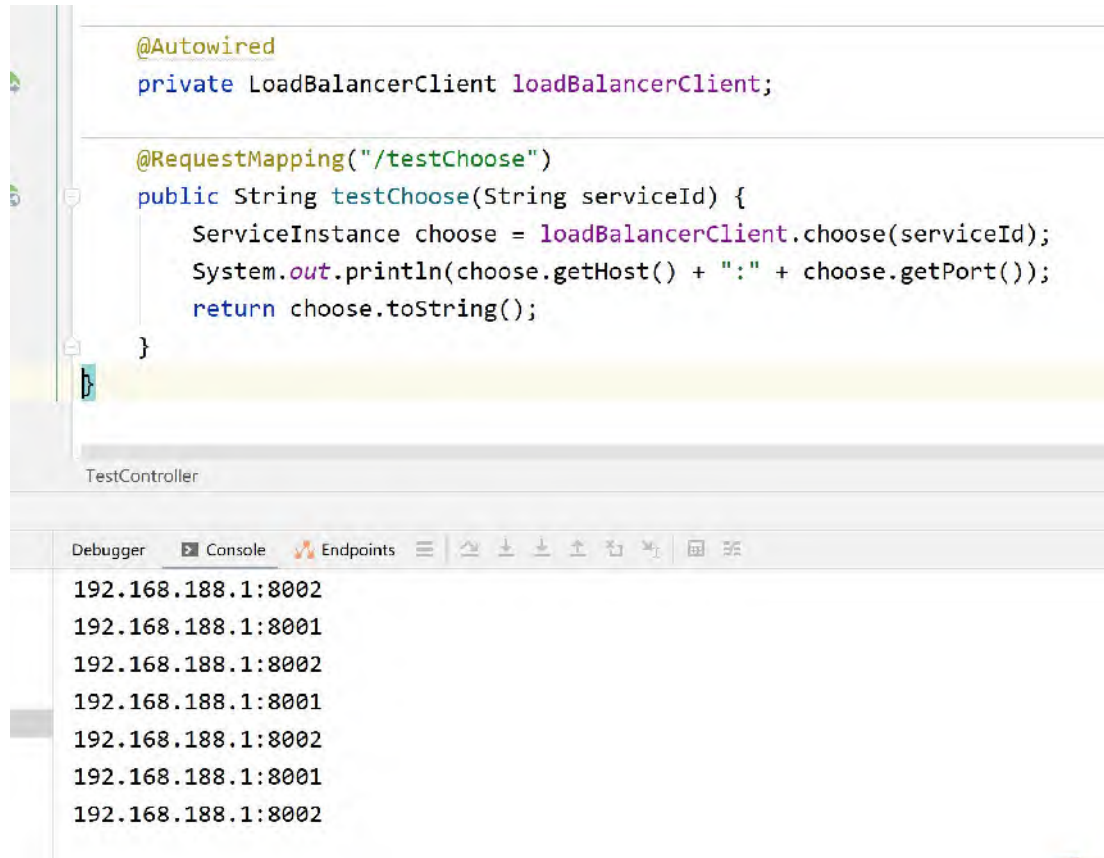 @Autowired
private LoadBalancerClient loadBalancerClient;
@RequestMapping("/testChoose")
public String testChoose(String serviceId) {
ServiceInstance choose = loadBalancerClient.choose(serviceId);
System.out.println(choose.getHost() + ":" + choose.getPort());
return choose.toString();
}
}
TestController
Debugger Console Endpoints
192.168.188.1:8002
192.168.188.1:8001
192.168.188.1:8002
192.168.188.1:8001
192.168.188.1:8002
192.168.188.1:8001
192.168.188.1:8002